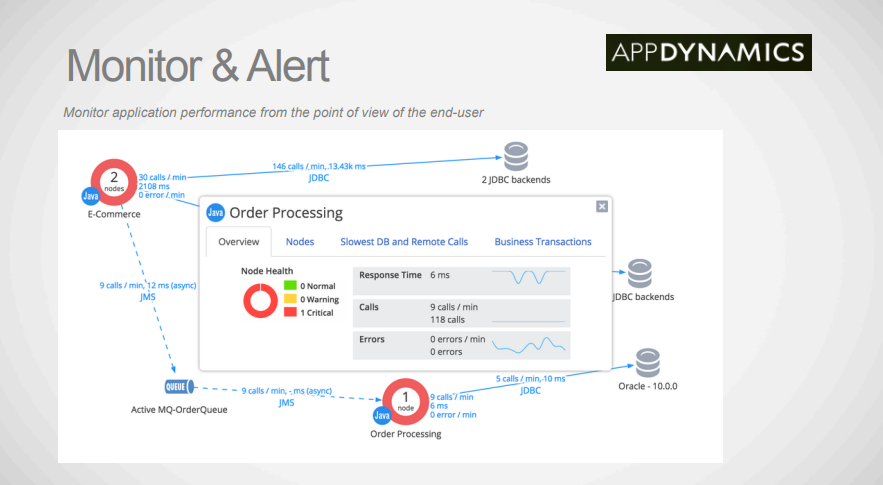 Monitor & Alert
APPDYNAMICS
Monitor application performance from the point of view of the end-user
2
nodes
Java
E-Commerce
30 calls / min
2108 ms
0 error / min
146 calls / min, 13.43k ms
JDBC
2 JDBC backends
Java Order Processing
Overview
Nodes
Slowest DB and Remote Calls
Business Transactions
Node Health
0 Normal
0 Warning
1 Critical
Response Time 6 ms
Calls 9 calls / min
118 calls
Errors 0 errors / min
0 errors
JDBC backends
9 calls / min, 12 ms (async)
JMS
QUEUE
Active MQ-OrderQueue
9 calls / min, - ms (async)
JMS
1
node
Java
Order Processing
9 calls / min
6 ms
0 error / min
5 calls / min, 10 ms
JDBC
Oracle - 10.0.0